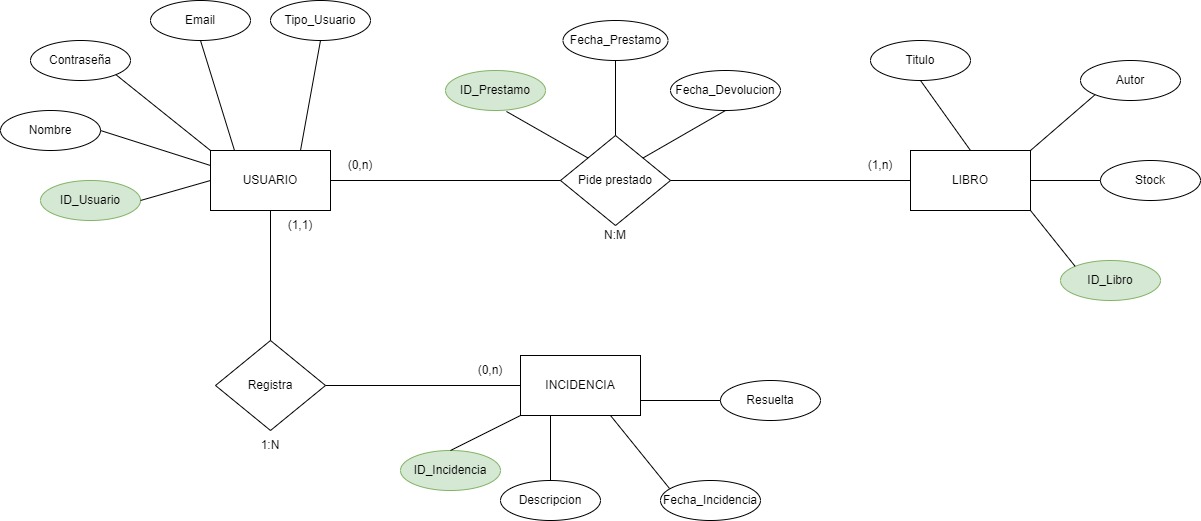 Email
Tipo_Usuario
Contraseña
Nombre
ID_Usuario
USUARIO
(0,n)
(1,1)
Fecha_Prestamo
ID_Prestamo
Fecha_Devolucion
Pide prestado
N:M
(1,n)
LIBRO
Titulo
Autor
Stock
ID_Libro
Registra
1:N
(0,n)
INCIDENCIA
Resuelta
ID_Incidencia
Descripcion
Fecha_Incidencia